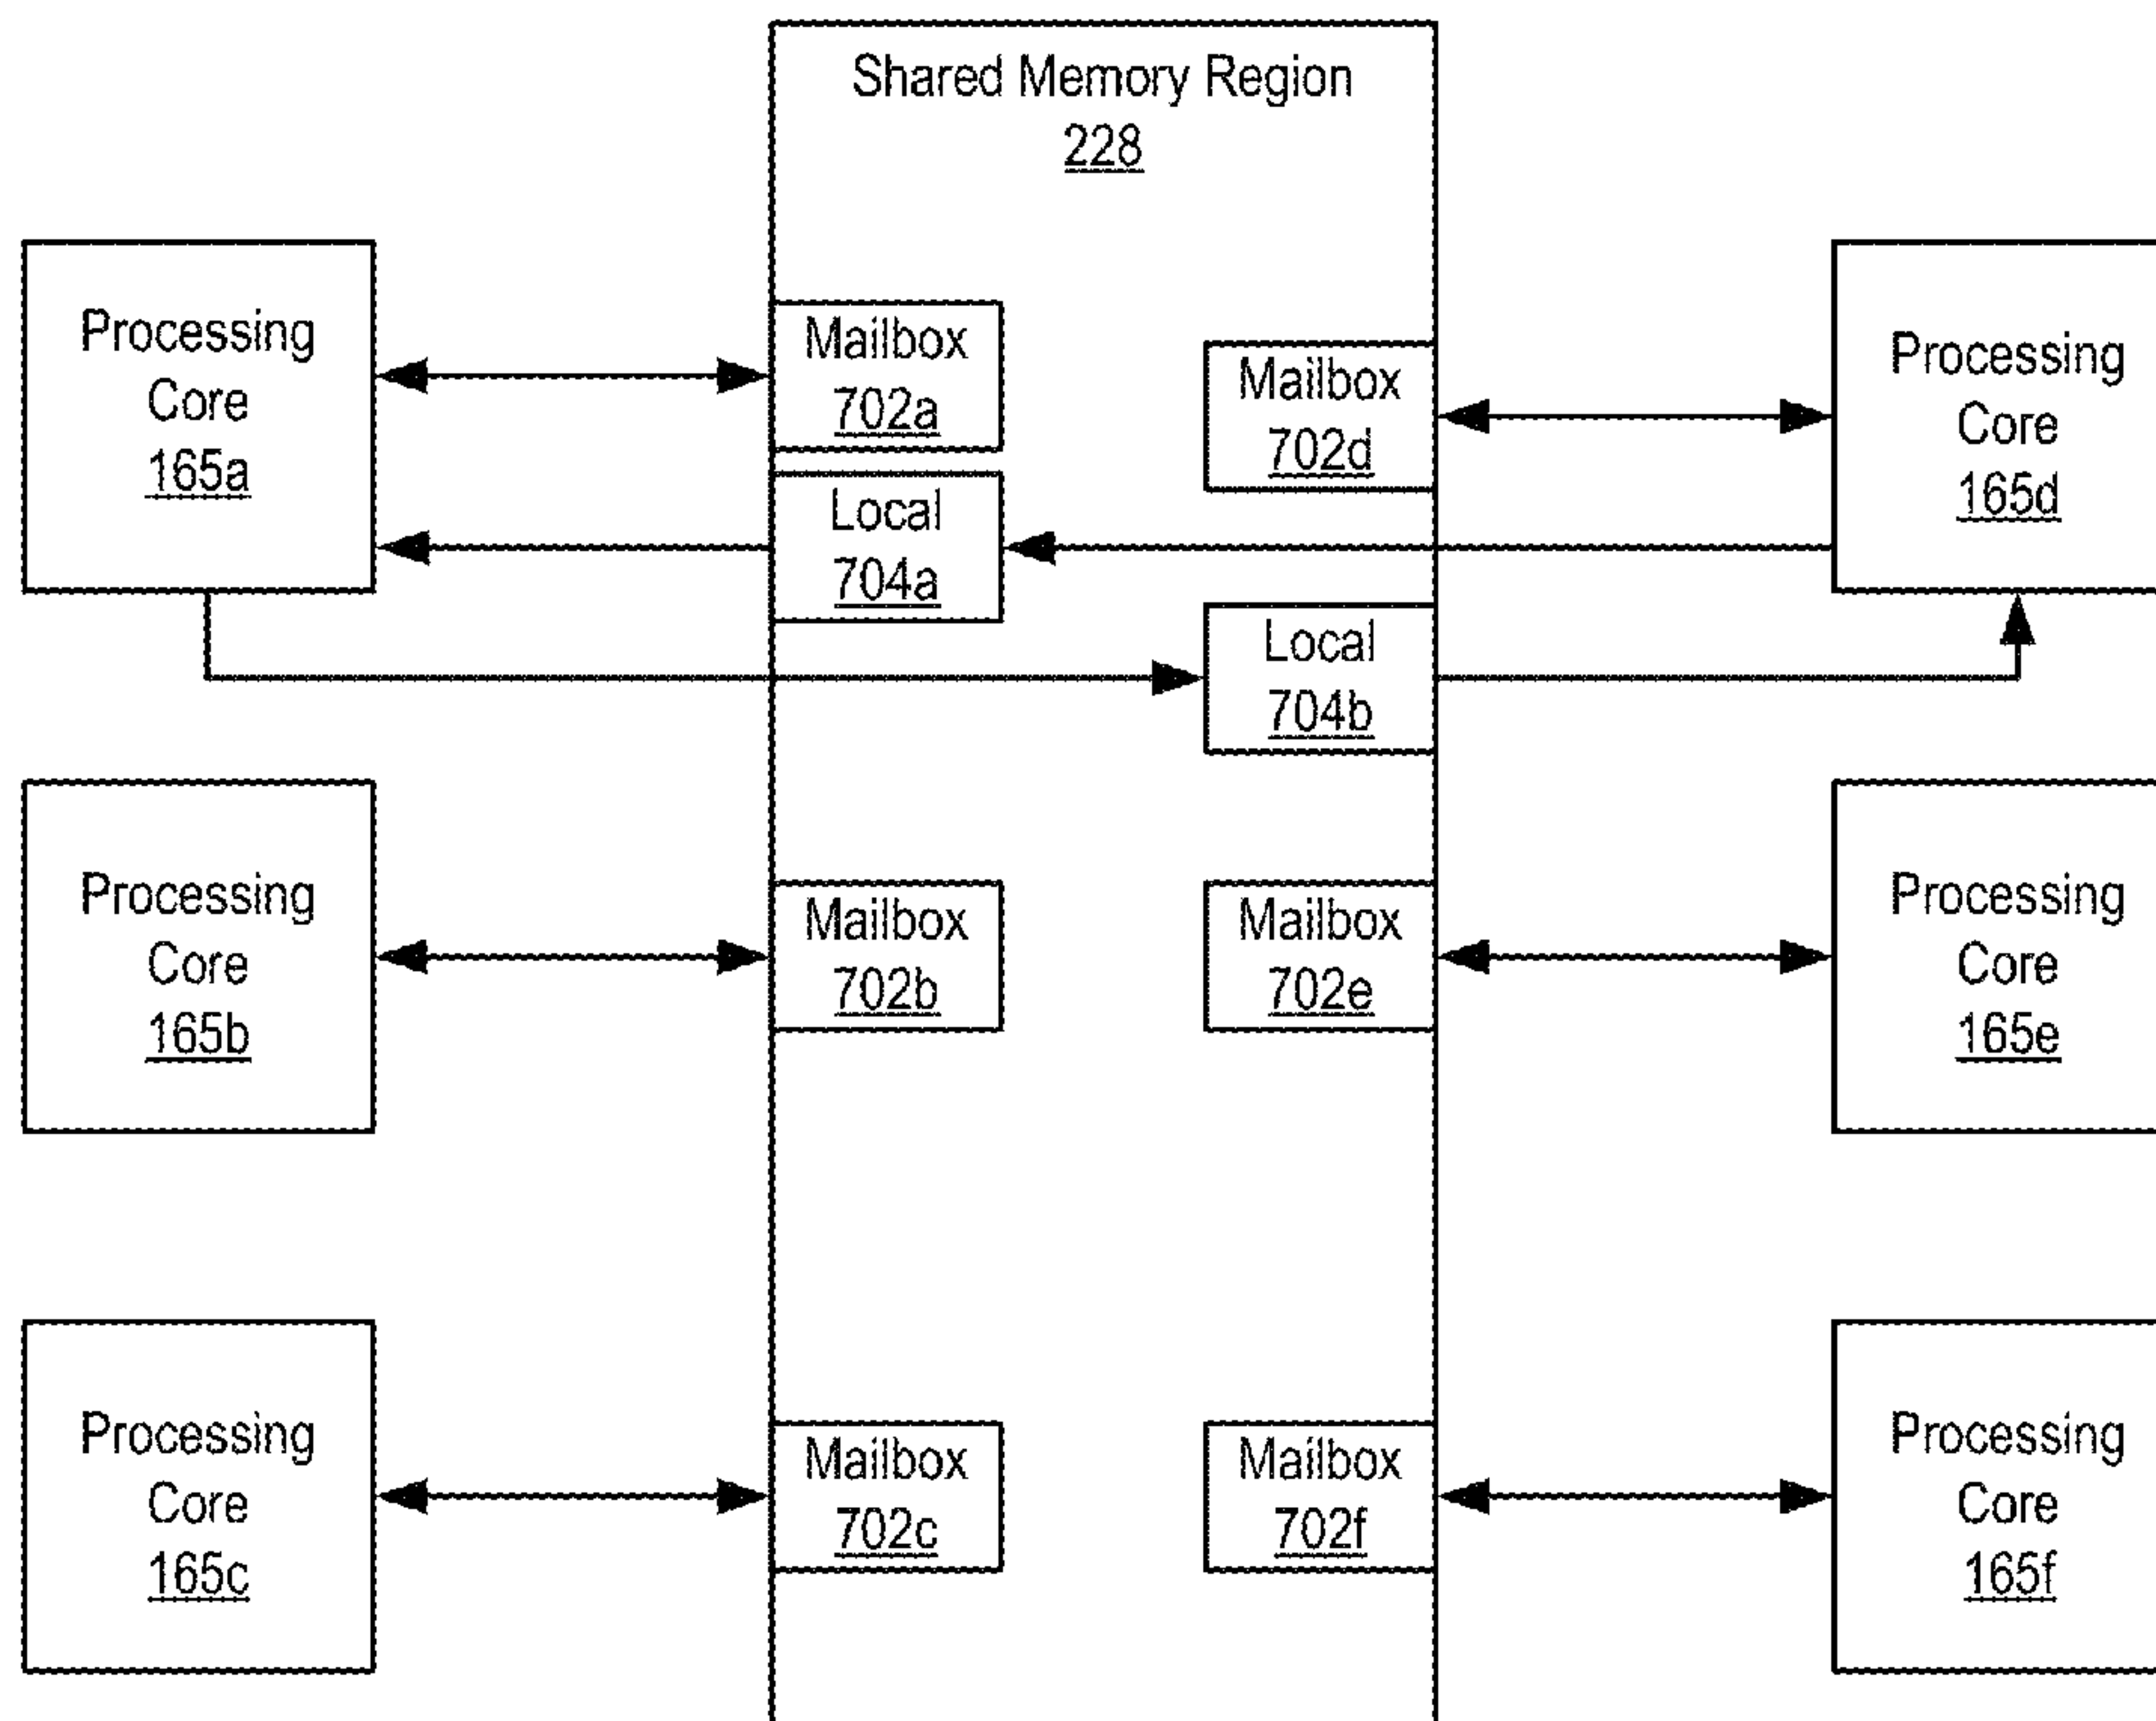 Shared Memory Region
228
Processing
Core
165a
Mailbox
702a
Local
704a
Mailbox
702d
Local
704b
Processing
Core
165d
Processing
Core
165b
Mailbox
702b
Mailbox
702e
Processing
Core
165e
Processing
Core
165c
Mailbox
702c
Mailbox
702f
Processing
Core
165f